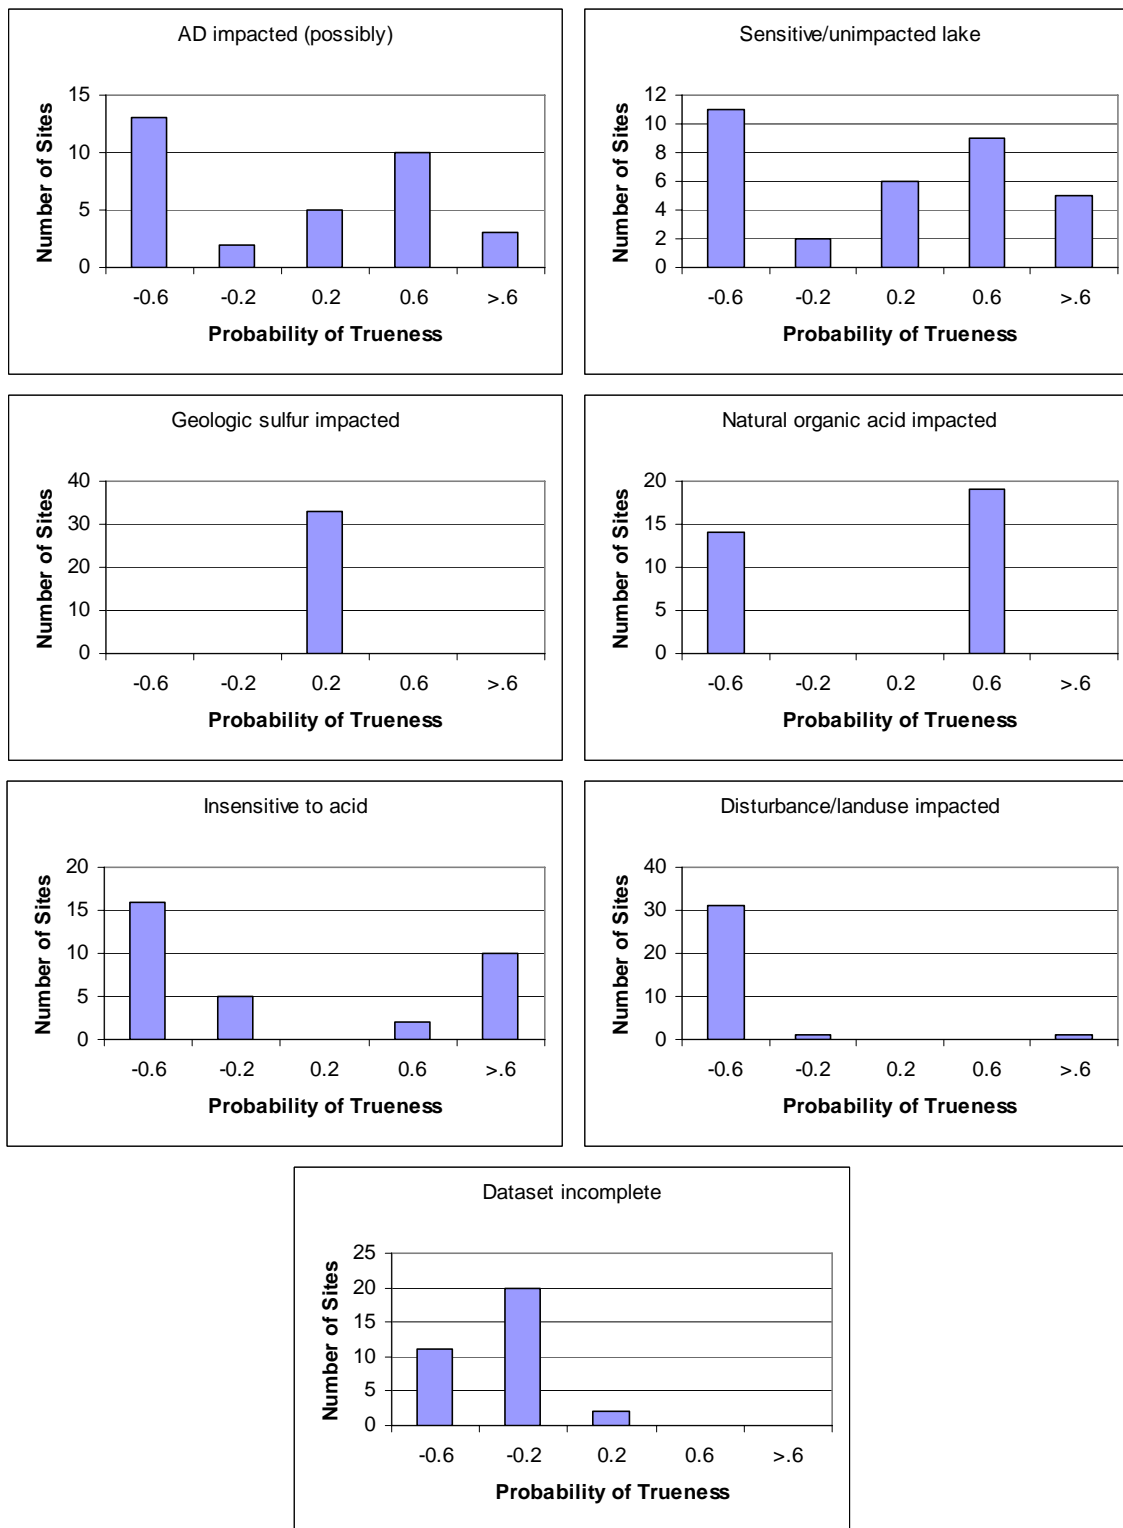 AD impacted (possibly)
Number of Sites
15
10
5
0
-0.6 -0.2 0.2 0.6 >.6
Probability of Trueness
Sensitive/unimpacted lake
Number of Sites
12
10
8
6
4
2
0
-0.6 -0.2 0.2 0.6 >.6
Probability of Trueness
Geologic sulfur impacted
Number of Sites
40
30
20
10
0
-0.6 -0.2 0.2 0.6 >.6
Probability of Trueness
Natural organic acid impacted
Number of Sites
20
15
10
5
0
-0.6 -0.2 0.2 0.6 >.6
Probability of Trueness
Insensitive to acid
Number of Sites
20
15
10
5
0
-0.6 -0.2 0.2 0.6 >.6
Probability of Trueness
Disturbance/landuse impacted
Number of Sites
40
30
20
10
0
-0.6 -0.2 0.2 0.6 >.6
Probability of Trueness
Dataset incomplete
Number of Sites
25
20
15
10
5
0
-0.6 -0.2 0.2 0.6 >.6
Probability of Trueness